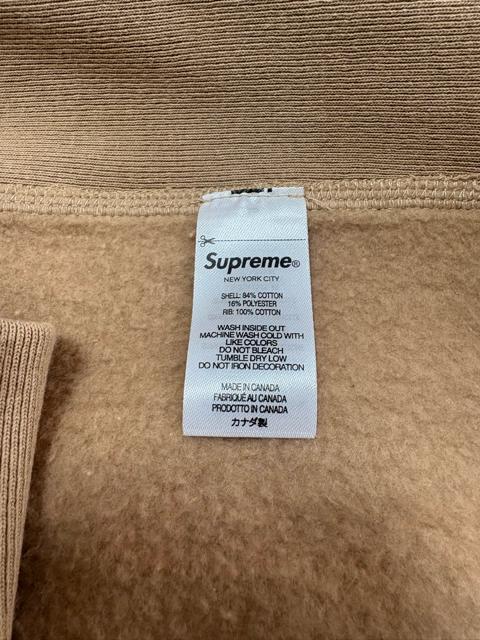 Supreme®
NEW YORK CITY
SHELL: 84% COTTON
16% POLYESTER
RIB: 100% COTTON
WASH INSIDE OUT
MACHINE WASH COLD WITH
LIKE COLORS
DO NOT BLEACH
TUMBLE DRY LOW
DO NOT IRON DECORATION
MADE IN CANADA
FABRIQUÉ AU CANADA
PRODOTTO IN CANADA
カナダ製